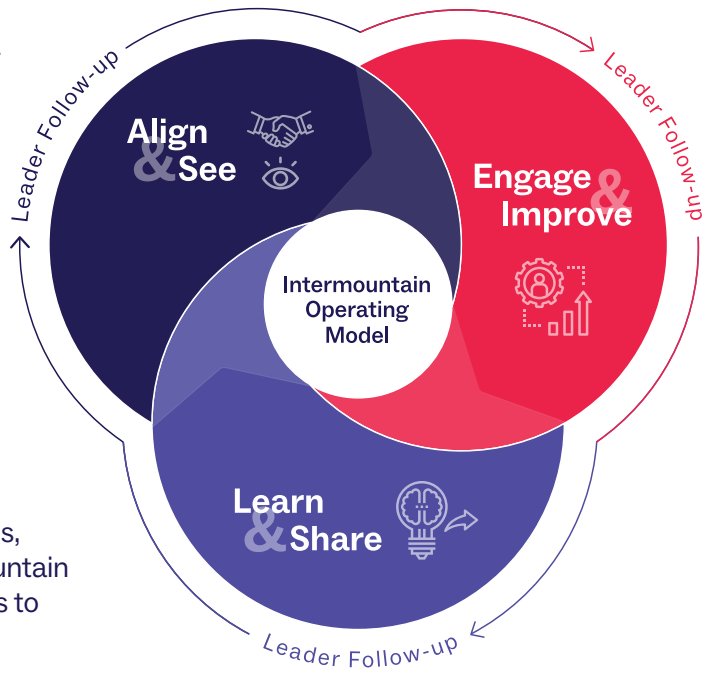 Leader Follow-up
Leader Follow-up
Align
& See
Engage &
Improve
Intermountain
Operating
Model
Learn
& Share
s,
untain
s to
Leader Follow-up